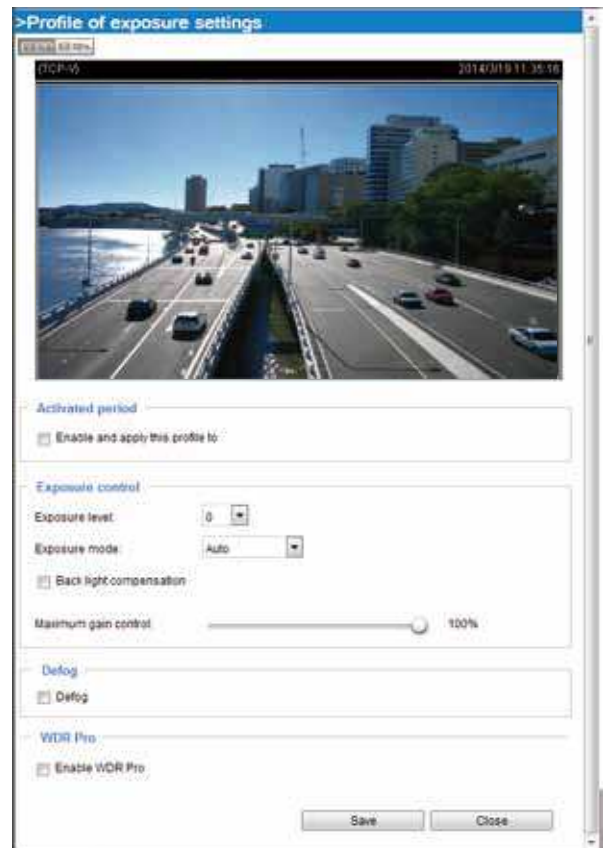 >Profile of exposure settings
(TCP-V) 2014/3/19 11:35:16
Activated period
Enable and apply this profile to
Exposure control
Exposure level: 0
Exposure mode: Auto
Back light compensation
Maximum gain control: 100%
Defog
Defog
WDR Pro
Enable WDR Pro
Save Close